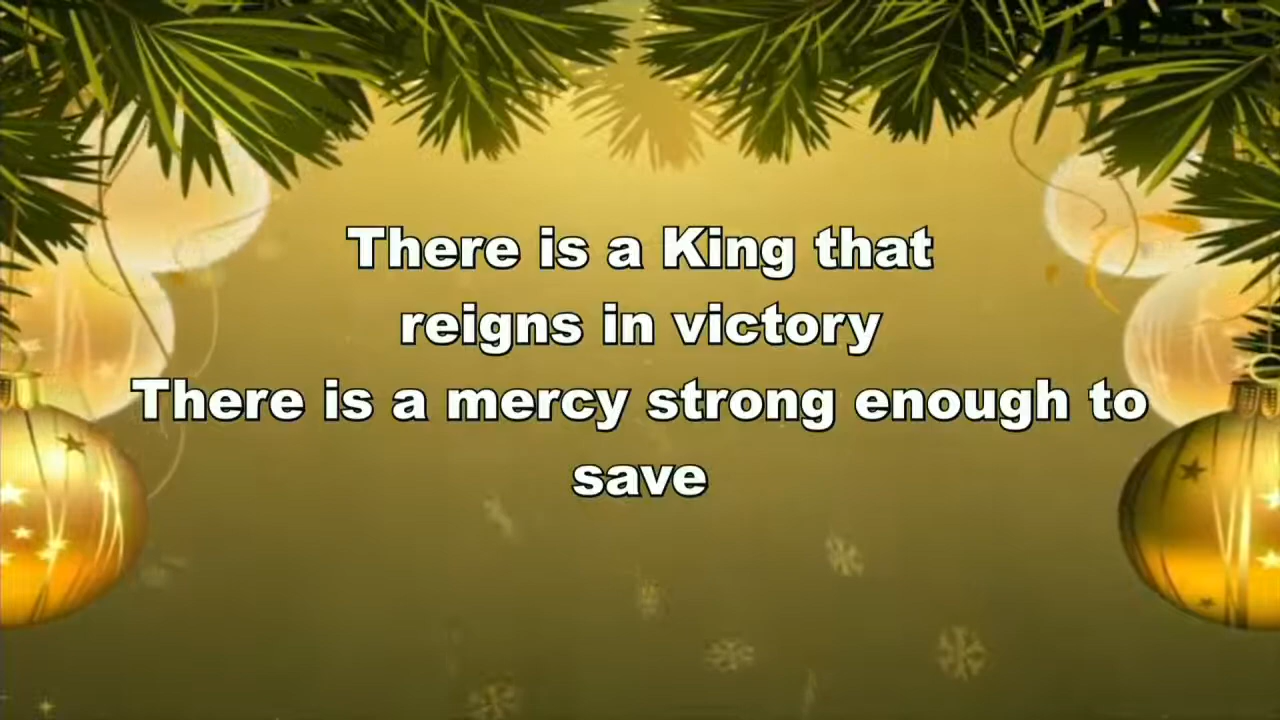 There is a King that
reigns in victory
There is a mercy strong enough to
save